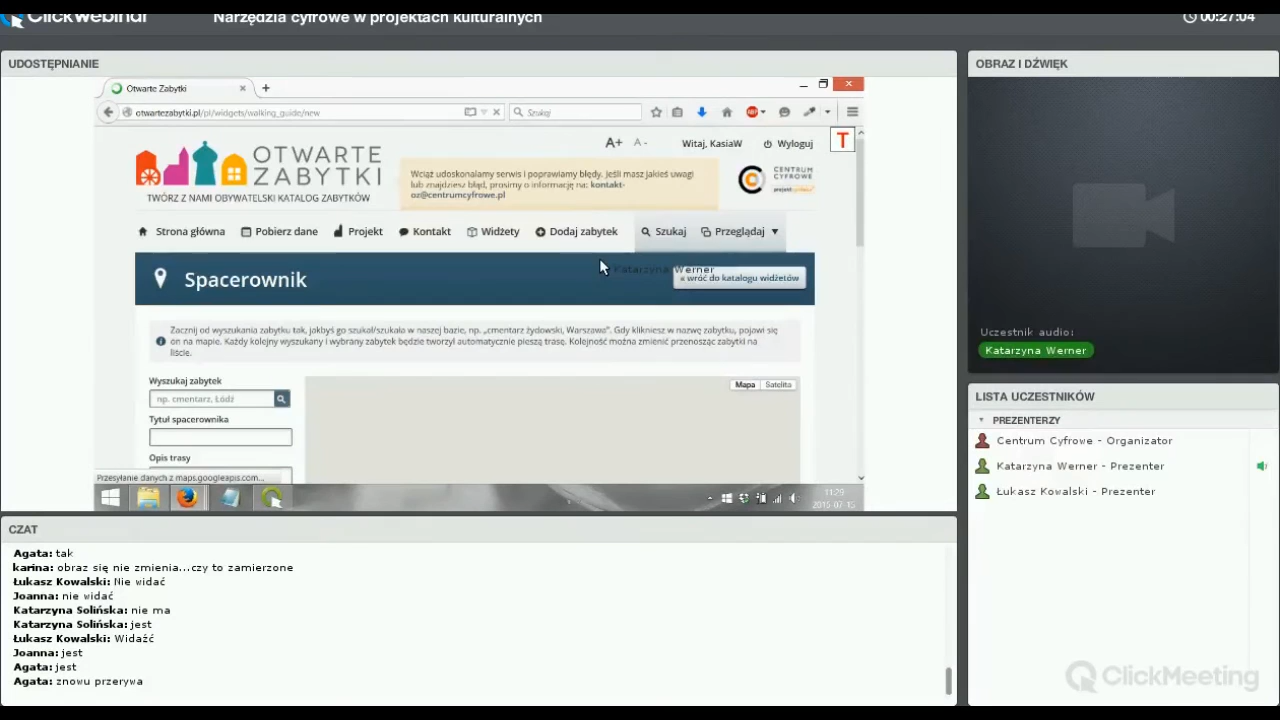 ClickWebinar
Narzędzia cyfrowe w projektach kulturalnych
00:27:04
UDOSTĘPNIANIE
Otwarte Zabytki
otwartezabytki.pl/pl/widgets/walking_guide/new
Szukaj
A+ A-
Witaj, KasiaW
Wyloguj
T
OTWARTE
ZABYTKI
TWÓRZ Z NAMI OBYWATELSKI KATALOG ZABYTKÓW
Wciąż udoskonalamy serwis i poprawiamy błędy. Jeśli masz jakieś uwagi
lub znajdziesz błąd, prosimy o informację na: kontakt-
oz@centrumcyfrowe.pl
CENTRUM
CYFROWE
Strona główna
Pobierz dane
Projekt
Kontakt
Widżety
Dodaj zabytek
Szukaj
Przeglądaj
Katarzyna Werner
Spacerownik
« wróć do katalogu widżetów
Zacznij od wyszukania zabytku tak, jakbyś go szukał/szukała w naszej bazie, np. „cmentarz żydowski, Warszawa”. Gdy klikniesz w nazwę zabytku, pojawi się
on na mapie. Każdy kolejny wyszukany i wybrany zabytek będzie tworzył automatycznie pieszą trasę. Kolejność można zmienić przenosząc zabytki na
liście.
Wyszukaj zabytek
np. cmentarz, Łódź
Mapa Satelita
Tytuł spacerownika
Opis trasy
Przesyłanie danych z maps.googleapis.com...
11:29
2015-07-15
OBRAZ I DŹWIĘK
Uczestnik audio:
Katarzyna Werner
LISTA UCZESTNIKÓW
PREZENTERZY
Centrum Cyfrowe - Organizator
Katarzyna Werner - Prezenter
Łukasz Kowalski - Prezenter
CZAT
Agata: tak
karina: obraz się nie zmienia...czy to zamierzone
Łukasz Kowalski: Nie widać
Joanna: nie widać
Katarzyna Solińska: nie ma
Katarzyna Solińska: jest
Łukasz Kowalski: Widaźć
Joanna: jest
Agata: jest
Agata: znowu przerywa
ClickMeeting